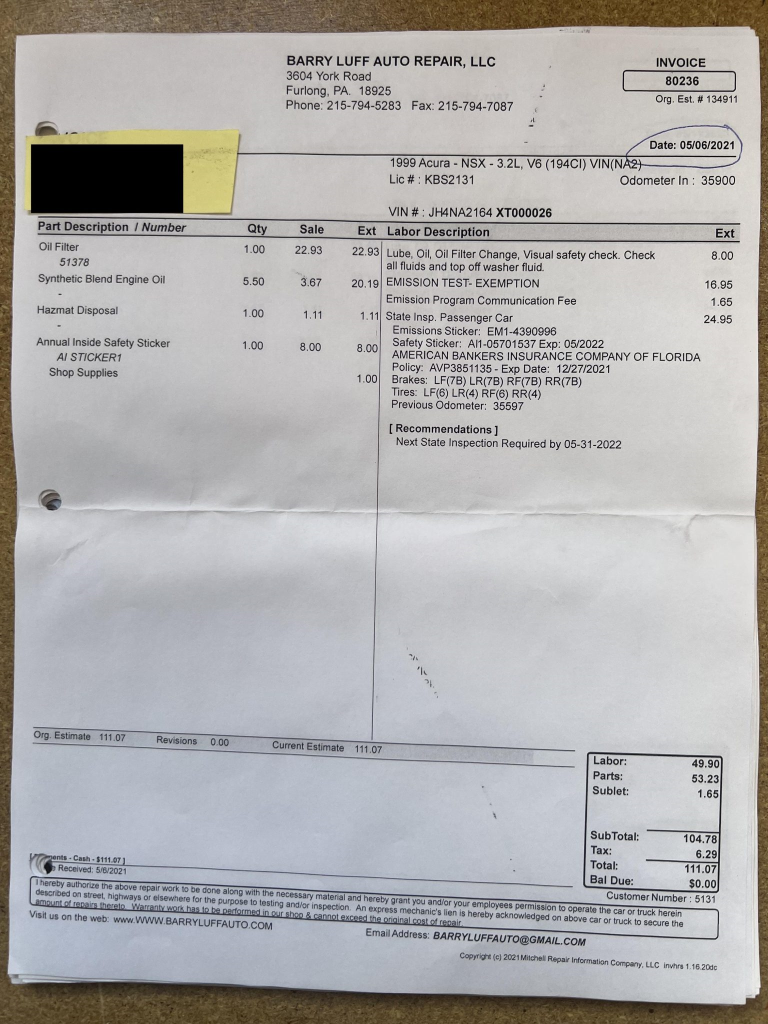 BARRY LUFF AUTO REPAIR, LLC
3604 York Road
Furlong, PA. 18925
Phone: 215-794-5283 Fax: 215-794-7087
INVOICE
80236
Org. Est. # 134911
Date: 05/06/2021
1999 Acura - NSX - 3.2L, V6 (194CI) VIN(NA2)
Lic # : KBS2131 Odometer In : 35900
VIN # : JH4NA2164 XT000026
Part Description / Number Qty Sale Ext
Oil Filter 1.00 22.93 22.93
51378
Synthetic Blend Engine Oil 5.50 3.67 20.19
-
Hazmat Disposal 1.00 1.11 1.11
-
Annual Inside Safety Sticker 1.00 8.00 8.00
AI STICKER1
Shop Supplies 1.00
Labor Description Ext
Lube, Oil, Oil Filter Change, Visual safety check. Check 8.00
all fluids and top off washer fluid.
EMISSION TEST- EXEMPTION 16.95
Emission Program Communication Fee 1.65
State Insp. Passenger Car 24.95
Emissions Sticker: EM1-4390996
Safety Sticker: AI1-05701537 Exp: 05/2022
AMERICAN BANKERS INSURANCE COMPANY OF FLORIDA
Policy: AVP3851135 - Exp Date: 12/27/2021
Brakes: LF(7B) LR(7B) RF(7B) RR(7B)
Tires: LF(6) LR(4) RF(6) RR(4)
Previous Odometer: 35597
[ Recommendations ]
Next State Inspection Required by 05-31-2022
Org. Estimate 111.07 Revisions 0.00 Current Estimate 111.07
Labor: 49.90
Parts: 53.23
Sublet: 1.65
SubTotal: 104.78
Tax: 6.29
Total: 111.07
Bal Due: $0.00
- Cash - $111.07 ]
Received: 5/6/2021
Customer Number : 5131
I hereby authorize the above repair work to be done along with the necessary material and hereby grant you and/or your employees permission to operate the car or truck herein
described on street, highways or elsewhere for the purpose to testing and/or inspection. An express mechanic's lien is hereby acknowledged on above car or truck to secure the
amount of repairs thereto. Warranty work has to be performed in our shop & cannot exceed the original cost of repair.
Visit us on the web: www.WWW.BARRYLUFFAUTO.COM
Email Address: BARRYLUFFAUTO@GMAIL.COM
Copyright (c) 2021 Mitchell Repair Information Company, LLC invhrs 1.16.20dc